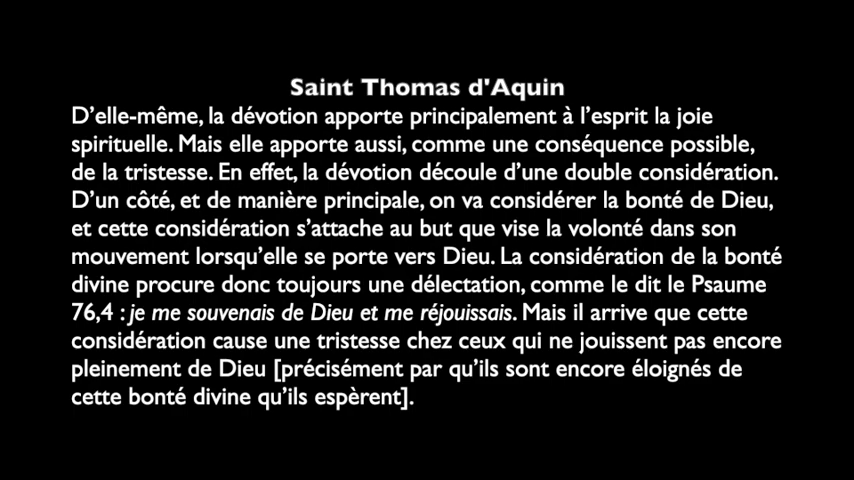 Saint Thomas d'Aquin
D’elle-même, la dévotion apporte principalement à l’esprit la joie
spirituelle. Mais elle apporte aussi, comme une conséquence possible,
de la tristesse. En effet, la dévotion découle d’une double considération.
D’un côté, et de manière principale, on va considérer la bonté de Dieu,
et cette considération s’attache au but que vise la volonté dans son
mouvement lorsqu’elle se porte vers Dieu. La considération de la bonté
divine procure donc toujours une délectation, comme le dit le Psaume
76,4 : je me souvenais de Dieu et me réjouissais. Mais il arrive que cette
considération cause une tristesse chez ceux qui ne jouissent pas encore
pleinement de Dieu [précisément par qu’ils sont encore éloignés de
cette bonté divine qu’ils espèrent].